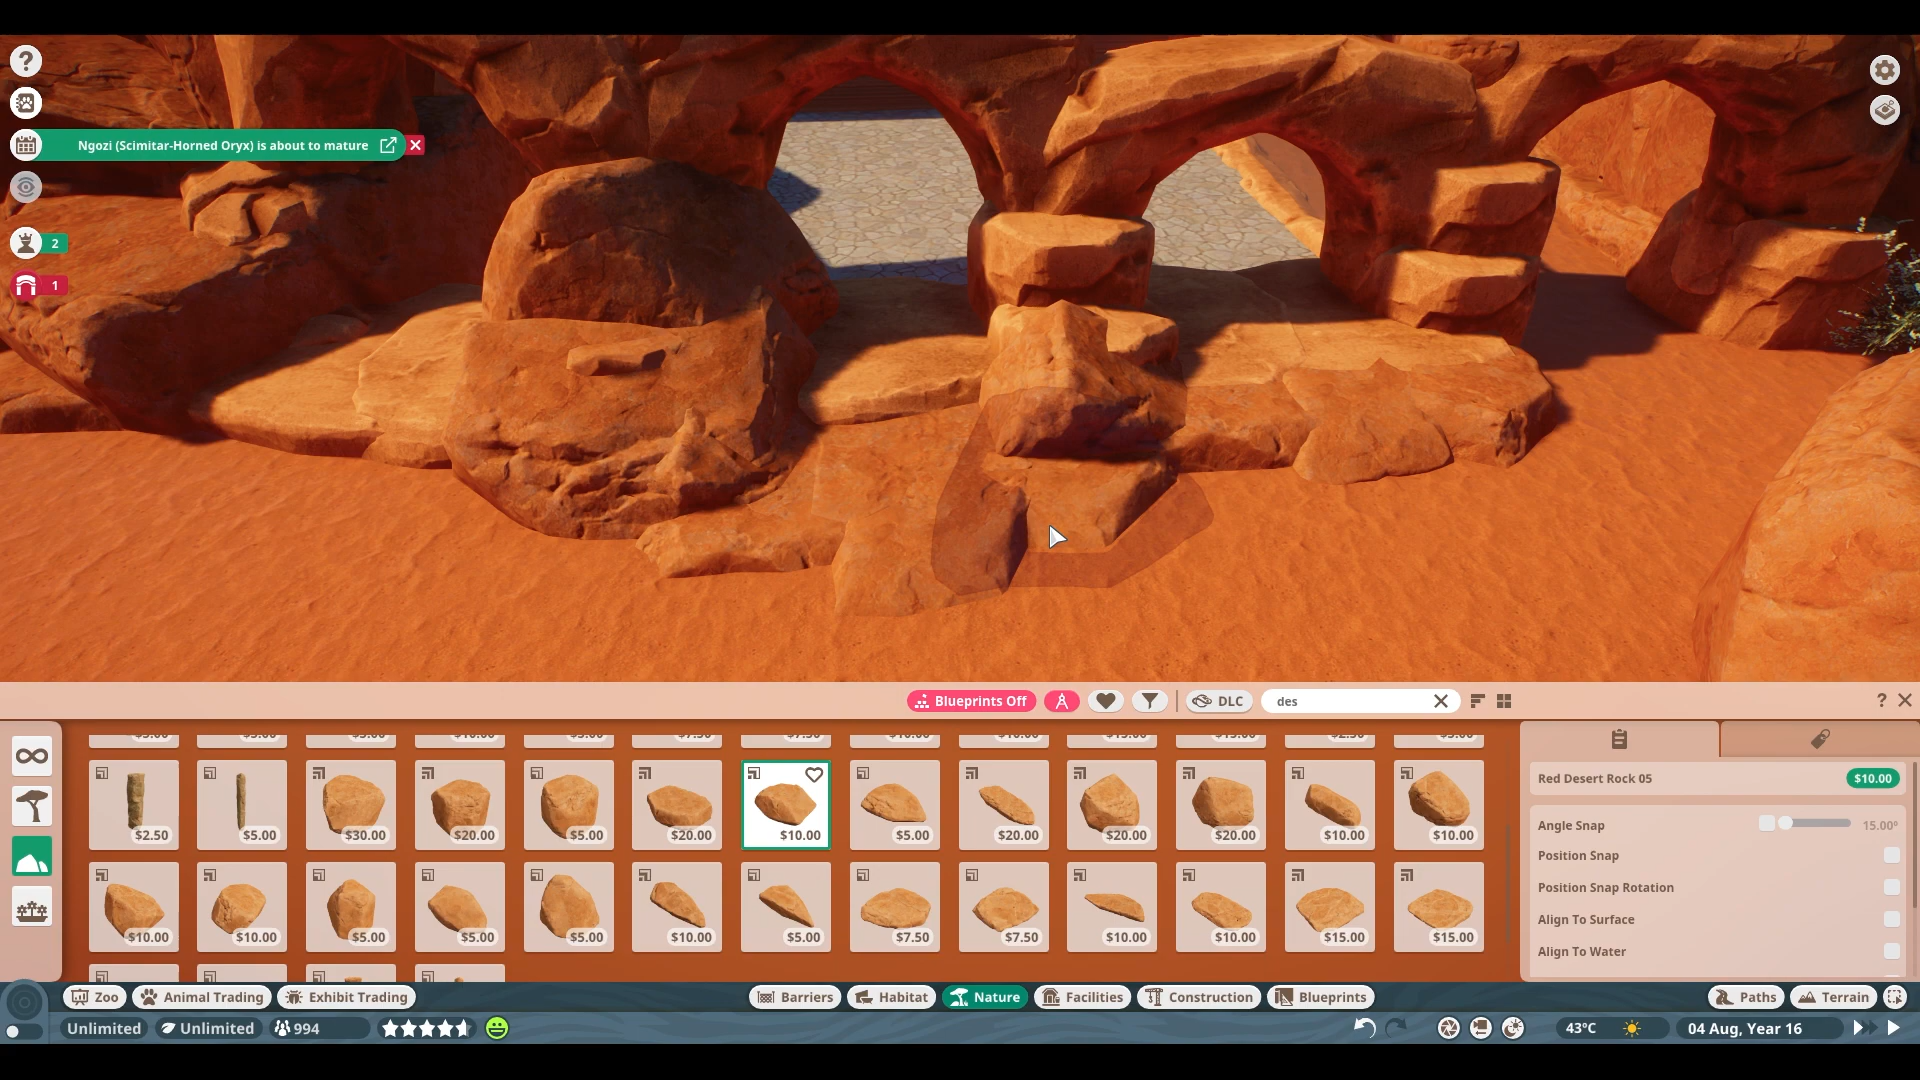 Ngozi (Scimitar-Horned Oryx) is about to mature
2
1
Blueprints Off
DLC
des
?
$2.50 $5.00 $30.00 $20.00 $5.00 $20.00 $10.00 $5.00 $20.00 $20.00 $20.00 $10.00 $10.00
$10.00 $10.00 $5.00 $5.00 $5.00 $10.00 $5.00 $7.50 $7.50 $10.00 $10.00 $15.00 $15.00
Red Desert Rock 05 $10.00
Angle Snap 15.00°
Position Snap
Position Snap Rotation
Align To Surface
Align To Water
Zoo Animal Trading Exhibit Trading Barriers Habitat Nature Facilities Construction Blueprints Paths Terrain
Unlimited Unlimited 994 43°C 04 Aug, Year 16